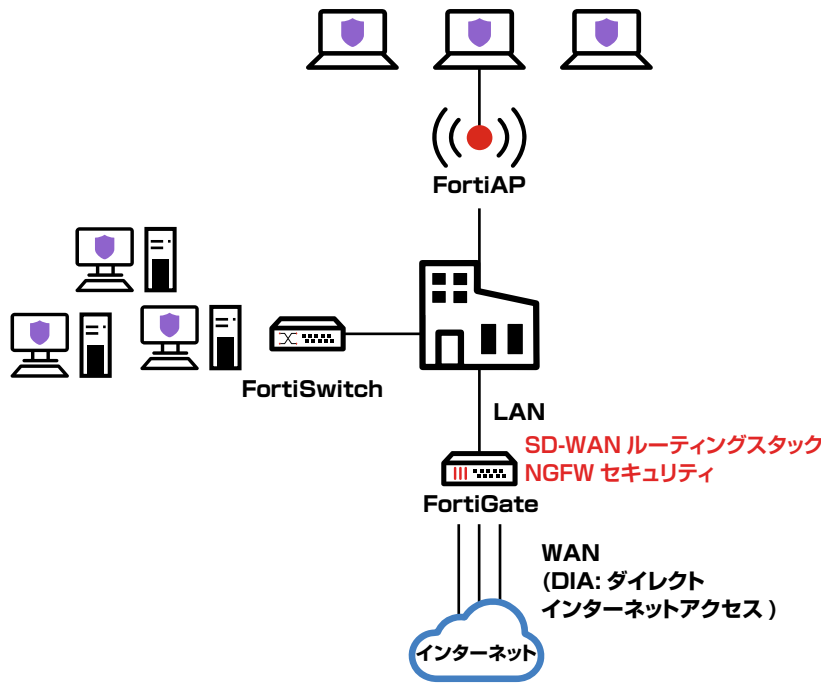 FortiAP
FortiSwitch
LAN
SD-WAN ルーティングスタック
NGFW セキュリティ
FortiGate
WAN
(DIA: ダイレクト
インターネットアクセス )
インターネット